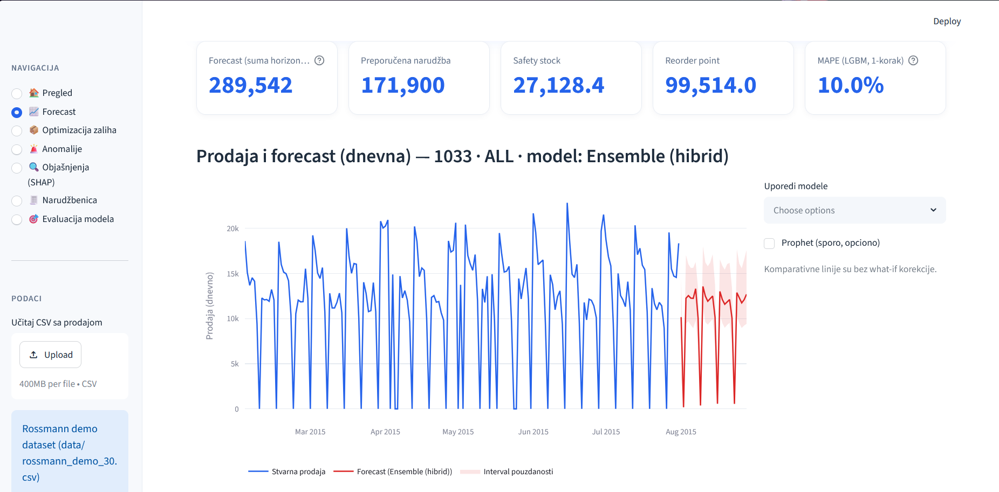 Deploy
NAVIGACIJA
Pregled
Forecast
Optimizacija zaliha
Anomalije
Objašnjenja
(SHAP)
Narudžbenica
Evaluacija modela
PODACI
Učitaj CSV sa prodajom
Upload
400MB per file • CSV
Rossmann demo
dataset (data/
rossmann_demo_30.
csv)
Forecast (suma horizon...
289,542
Preporučena narudžba
171,900
Safety stock
27,128.4
Reorder point
99,514.0
MAPE (LGBM, 1-korak)
10.0%
Prodaja i forecast (dnevna) — 1033 · ALL · model: Ensemble (hibrid)
Prodaja (dnevno)
20k
15k
10k
5k
0
Mar 2015
Apr 2015
May 2015
Jun 2015
Jul 2015
Aug 2015
Stvarna prodaja
Forecast (Ensemble (hibrid))
Interval pouzdanosti
Uporedi modele
Choose options
Prophet (sporo, opciono)
Komparativne linije su bez what-if korekcije.